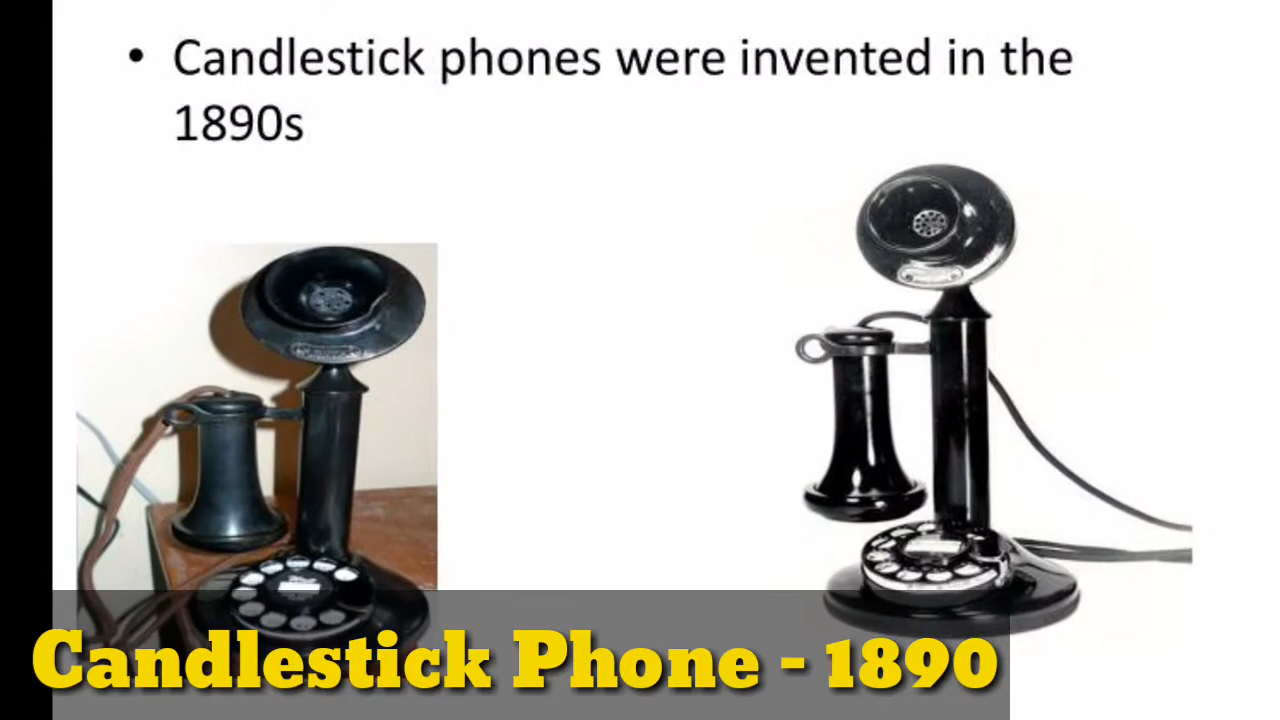 • Candlestick phones were invented in the
1890s
Candlestick Phone - 1890